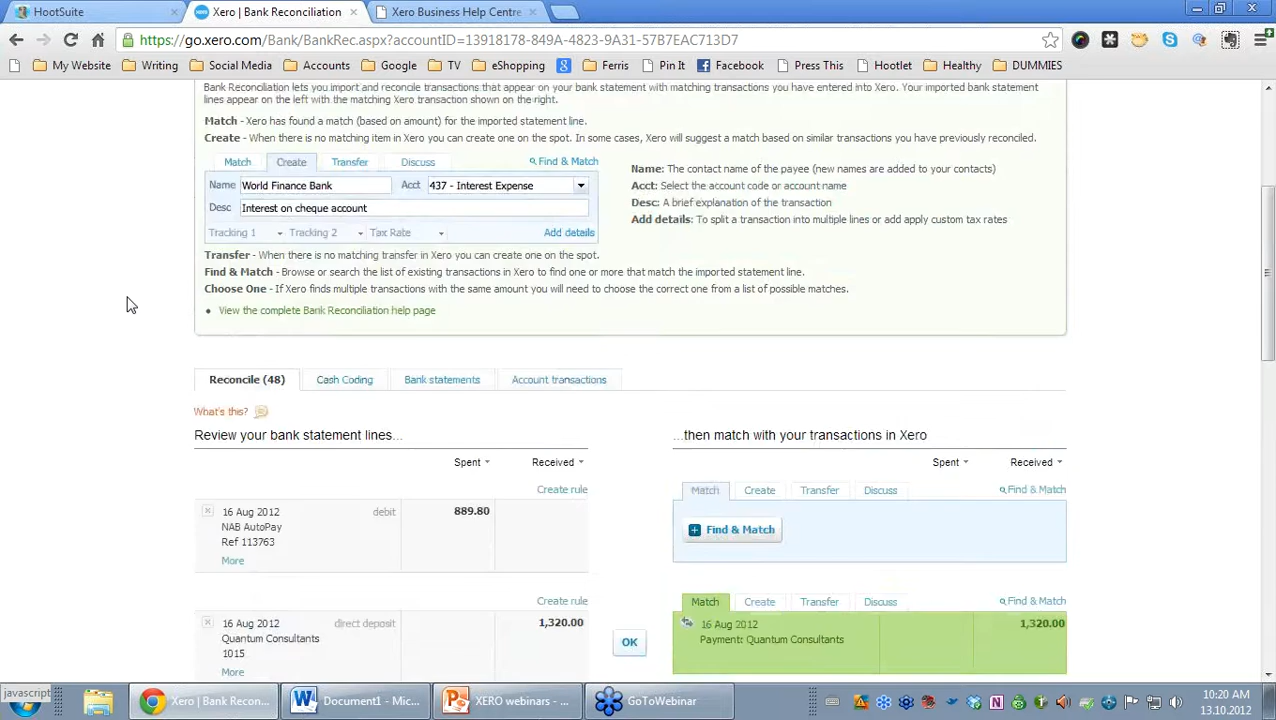 HootSuite
Xero | Bank Reconciliation
Xero Business Help Centre
https://go.xero.com/Bank/BankRec.aspx?accountID=13918178-849A-4823-9A31-57B7EAC713D7
My Website Writing Social Media Accounts Google TV eShopping Ferris Pin It Facebook Press This Hootlet Healthy DUMMIES
Bank Reconciliation lets you import and reconcile transactions that appear on your bank statement with matching transactions you have entered into Xero. Your imported bank statement
lines appear on the left with the matching Xero transaction shown on the right.
Match - Xero has found a match (based on amount) for the imported statement line.
Create - When there is no matching item in Xero you can create one on the spot. In some cases, Xero will suggest a match based on similar transactions you have previously reconciled.
Match Create Transfer Discuss Find & Match
Name World Finance Bank Acct 437 - Interest Expense
Desc Interest on cheque account
Tracking 1 Tracking 2 Tax Rate Add details
Name: The contact name of the payee (new names are added to your contacts)
Acct: Select the account code or account name
Desc: A brief explanation of the transaction
Add details: To split a transaction into multiple lines or add apply custom tax rates
Transfer - When there is no matching transfer in Xero you can create one on the spot.
Find & Match - Browse or search the list of existing transactions in Xero to find one or more that match the imported statement line.
Choose One - If Xero finds multiple transactions with the same amount you will need to choose the correct one from a list of possible matches.
View the complete Bank Reconciliation help page
Reconcile (48) Cash Coding Bank statements Account transactions
What's this?
Review your bank statement lines...
...then match with your transactions in Xero
Spent Received
Spent Received
Create rule
Match Create Transfer Discuss Find & Match
16 Aug 2012 debit 889.80
NAB AutoPay
Ref 113763
More
Find & Match
Create rule
Match Create Transfer Discuss Find & Match
16 Aug 2012 direct deposit 1,320.00
Quantum Consultants
1015
More
OK
16 Aug 2012 1,320.00
Payment: Quantum Consultants
javascript
Xero | Bank Recon...
Document1 - Mic...
XERO webinars - ...
GoToWebinar
10:20 AM
13.10.2012